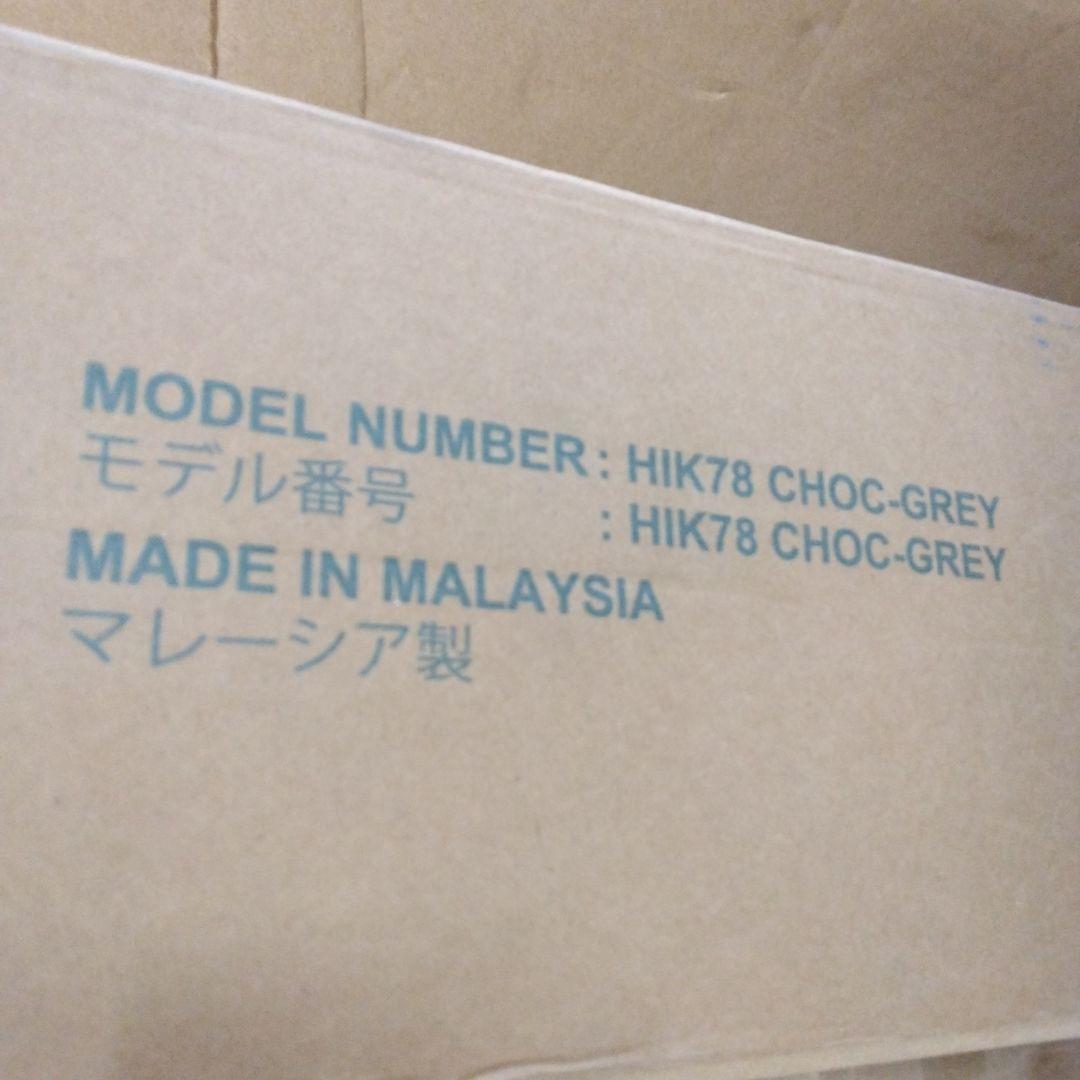 MODEL NUMBER : HIK78 CHOC-GREY
モデル番号 : HIK78 CHOC-GREY
MADE IN MALAYSIA
マレーシア製